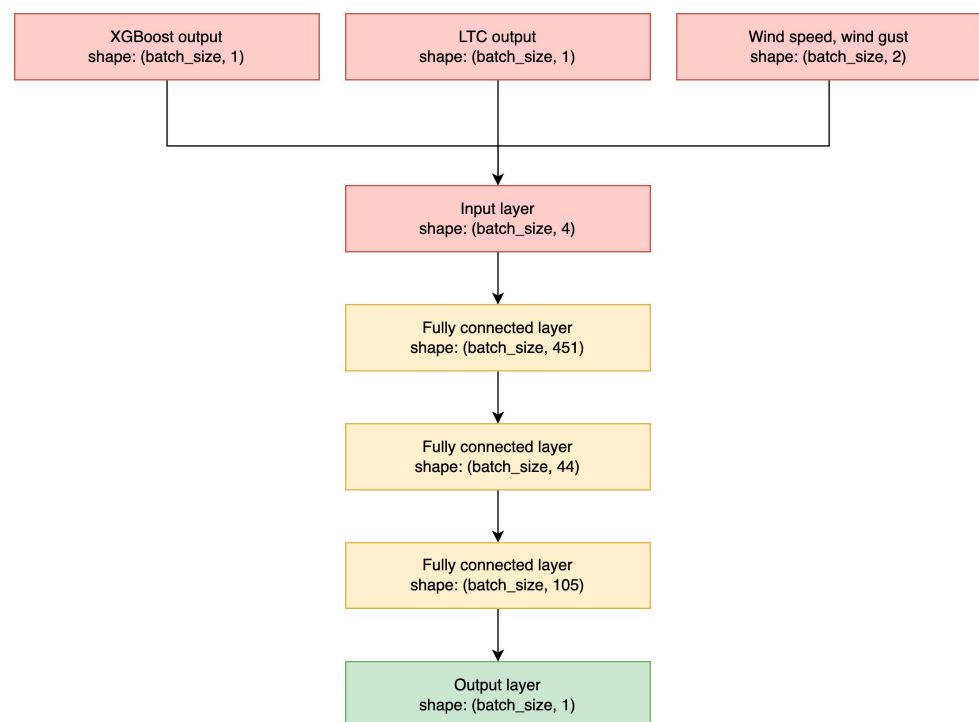 XGBoost output
shape: (batch_size, 1)
LTC output
shape: (batch_size, 1)
Wind speed, wind gust
shape: (batch_size, 2)
Input layer
shape: (batch_size, 4)
Fully connected layer
shape: (batch_size, 451)
Fully connected layer
shape: (batch_size, 44)
Fully connected layer
shape: (batch_size, 105)
Output layer
shape: (batch_size, 1)